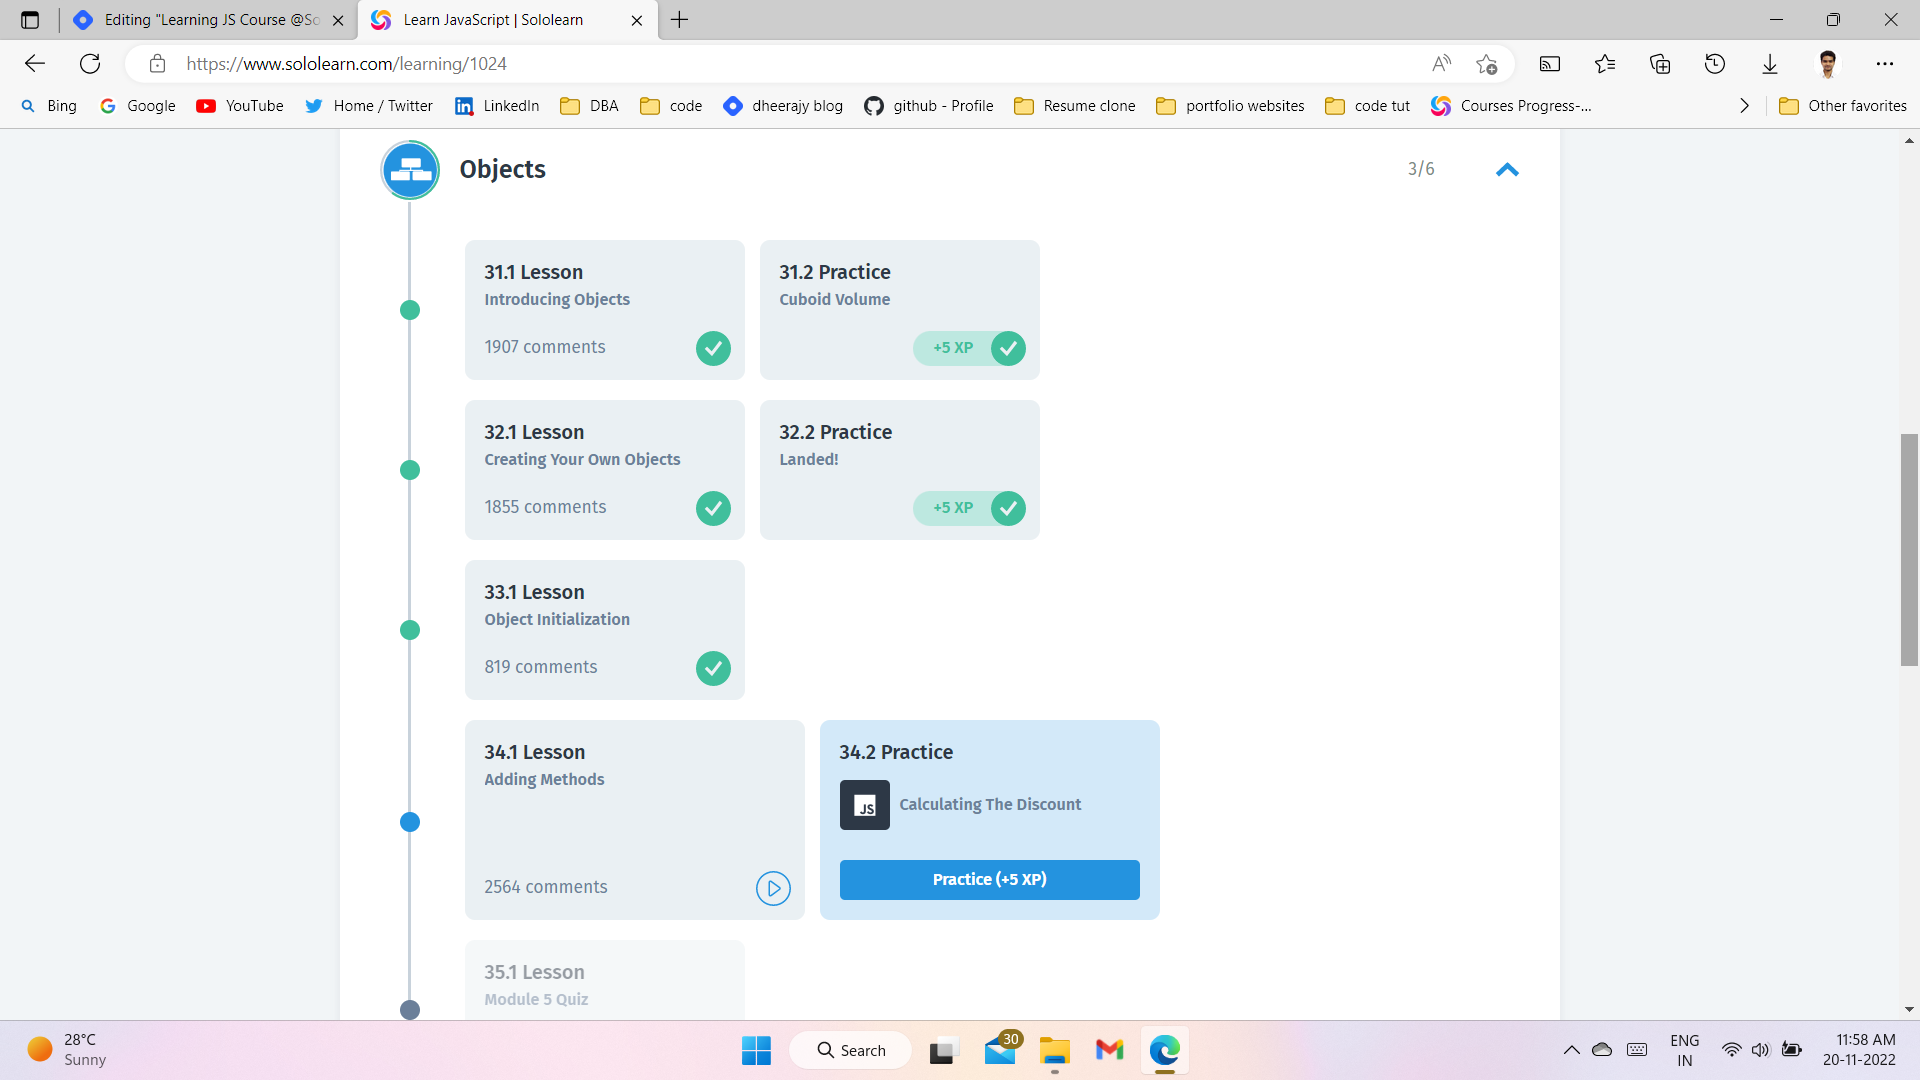 Editing "Learning JS Course @So
Learn JavaScript | Sololearn
https://www.sololearn.com/learning/1024
Bing
Google
YouTube
Home / Twitter
LinkedIn
DBA
code
dheerajy blog
github - Profile
Resume clone
portfolio websites
code tut
Courses Progress-...
Other favorites
Objects
3/6
31.1 Lesson
Introducing Objects
1907 comments
31.2 Practice
Cuboid Volume
+5 XP
32.1 Lesson
Creating Your Own Objects
1855 comments
32.2 Practice
Landed!
+5 XP
33.1 Lesson
Object Initialization
819 comments
34.1 Lesson
Adding Methods
2564 comments
34.2 Practice
JS
Calculating The Discount
Practice (+5 XP)
35.1 Lesson
Module 5 Quiz
28°C
Sunny
Search
30
ENG
IN
11:58 AM
20-11-2022